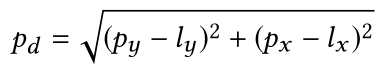 p_d = √((p_y − l_y)² + (p_x − l_x)²)